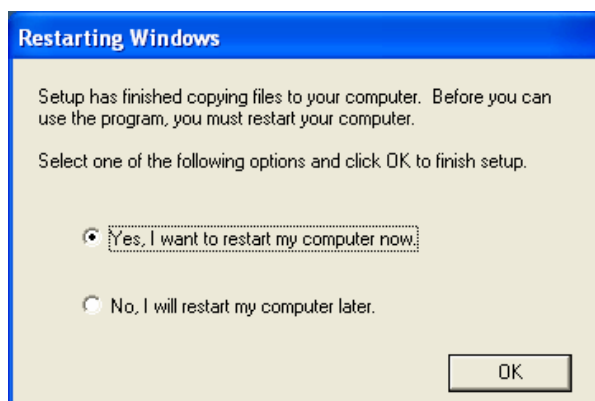 Restarting Windows
Setup has finished copying files to your computer.  Before you can
use the program, you must restart your computer.
Select one of the following options and click OK to finish setup.
Yes, I want to restart my computer now.
No, I will restart my computer later.
OK